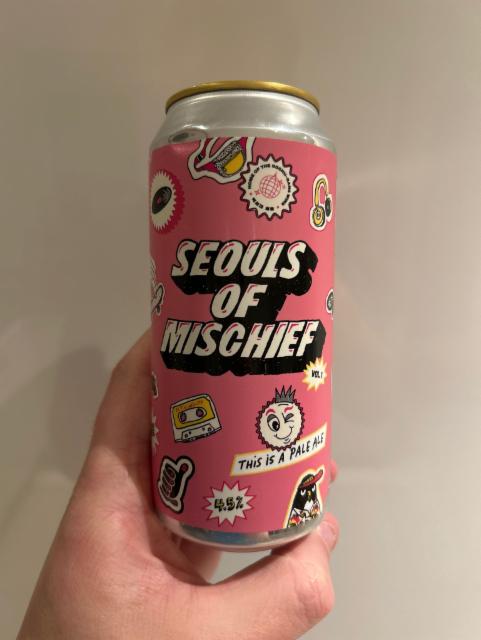 SEOULS
OF
MISCHIEF
VOL 1
THIS IS A PALE ALE
4.5%